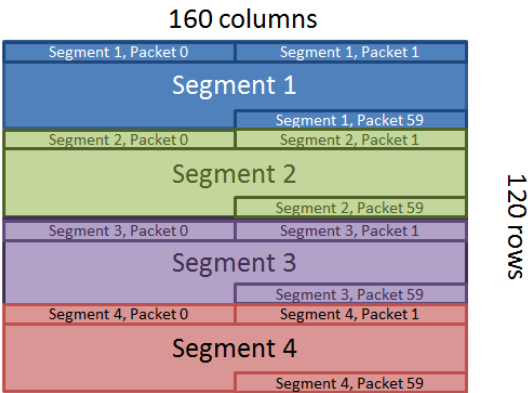 160 columns
Segment 1, Packet 0 Segment 1, Packet 1
Segment 1
Segment 1, Packet 59
Segment 2, Packet 0 Segment 2, Packet 1
Segment 2
Segment 2, Packet 59
Segment 3, Packet 0 Segment 3, Packet 1
Segment 3
Segment 3, Packet 59
Segment 4, Packet 0 Segment 4, Packet 1
Segment 4
Segment 4, Packet 59
120 rows